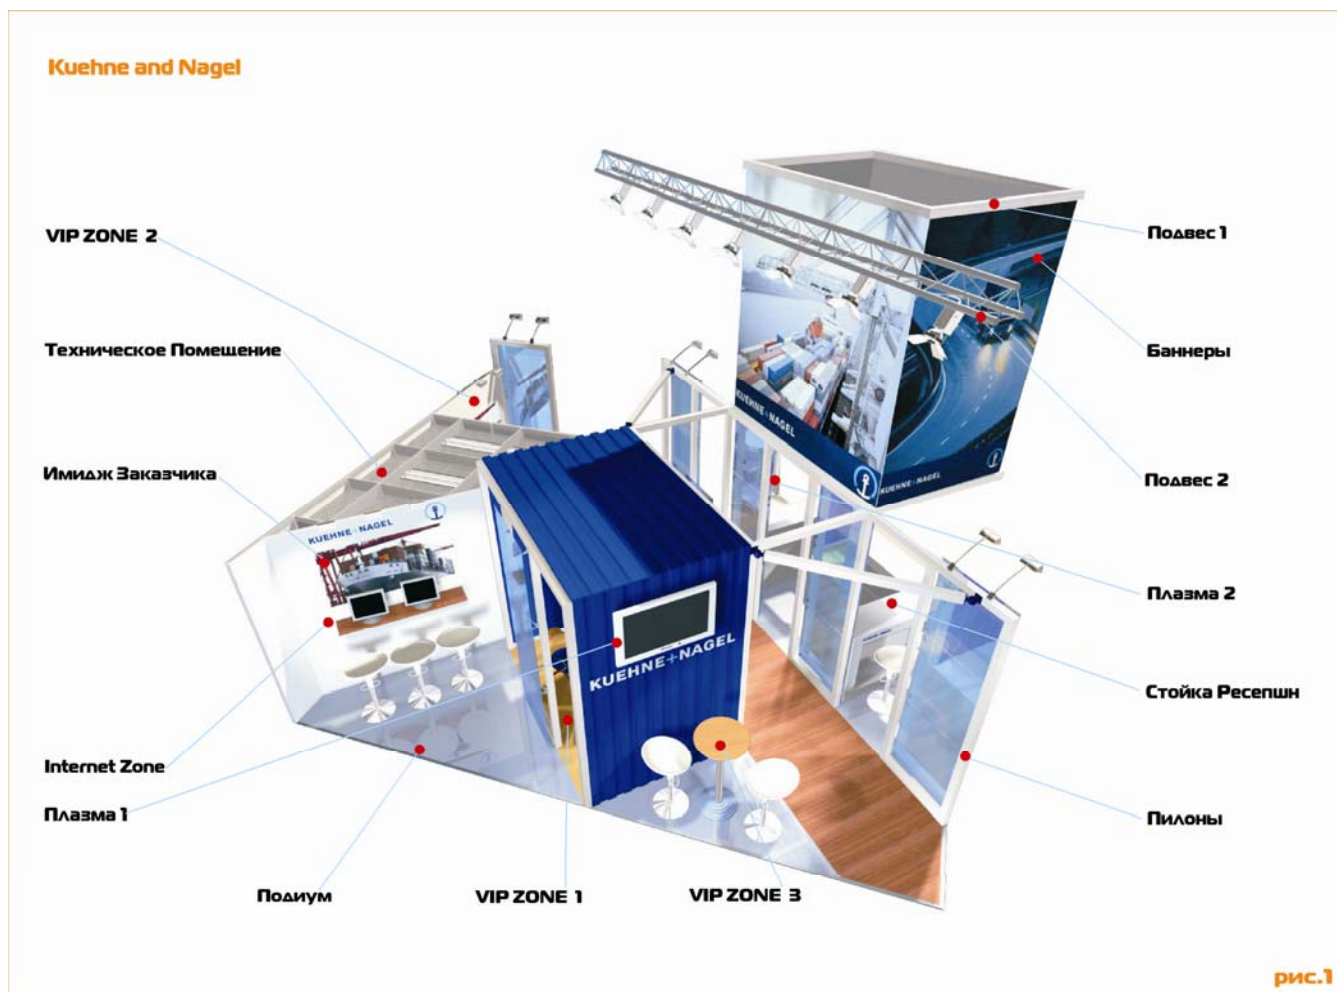 Kuehne and Nagel
VIP ZONE 2
Техническое Помещение
Имидж Заказчика
Internet Zone
Плазма 1
Подиум
VIP ZONE 1
VIP ZONE 3
Подвес 1
Баннеры
Подвес 2
Плазма 2
Стойка Ресепшн
Пилоны
KUEHNE+NAGEL
KUEHNE+NAGEL
KUEHNE+NAGEL
KUEHNE+NAGEL
рис.1